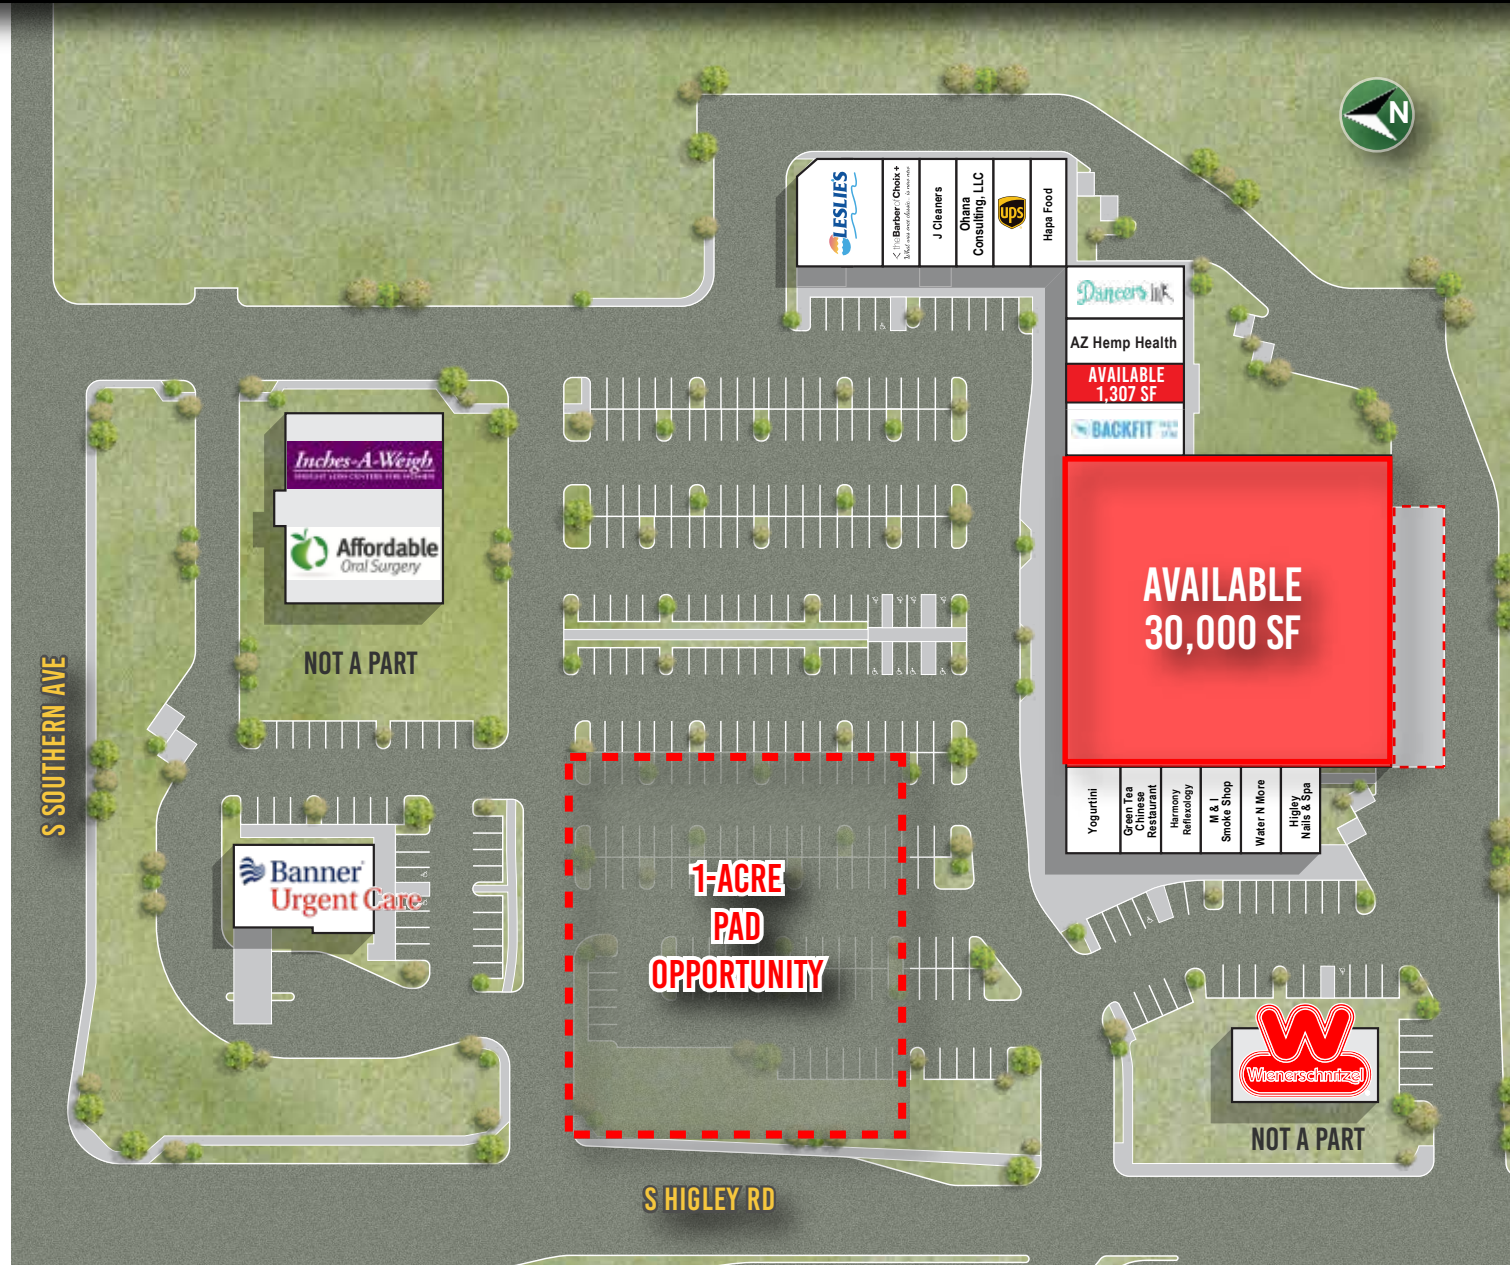 N
LESLIE'S
the Barber of Choix +
J Cleaners
Ohana
Consulting, LLC
ups
Hapa Food
Dancers Ink
AZ Hemp Health
AVAILABLE
1,307 SF
BACKFIT
Inches-A-Weigh
Affordable
Oral Surgery
NOT A PART
AVAILABLE
30,000 SF
S SOUTHERN AVE
Yogurtini
Green Tea
Chinese
Restaurant
Harmony
Reflexology
M & I
Smoke Shop
Water N More
Higley
Nails & Spa
Banner
Urgent Care
1-ACRE
PAD
OPPORTUNITY
Wienerschnitzel
NOT A PART
S HIGLEY RD